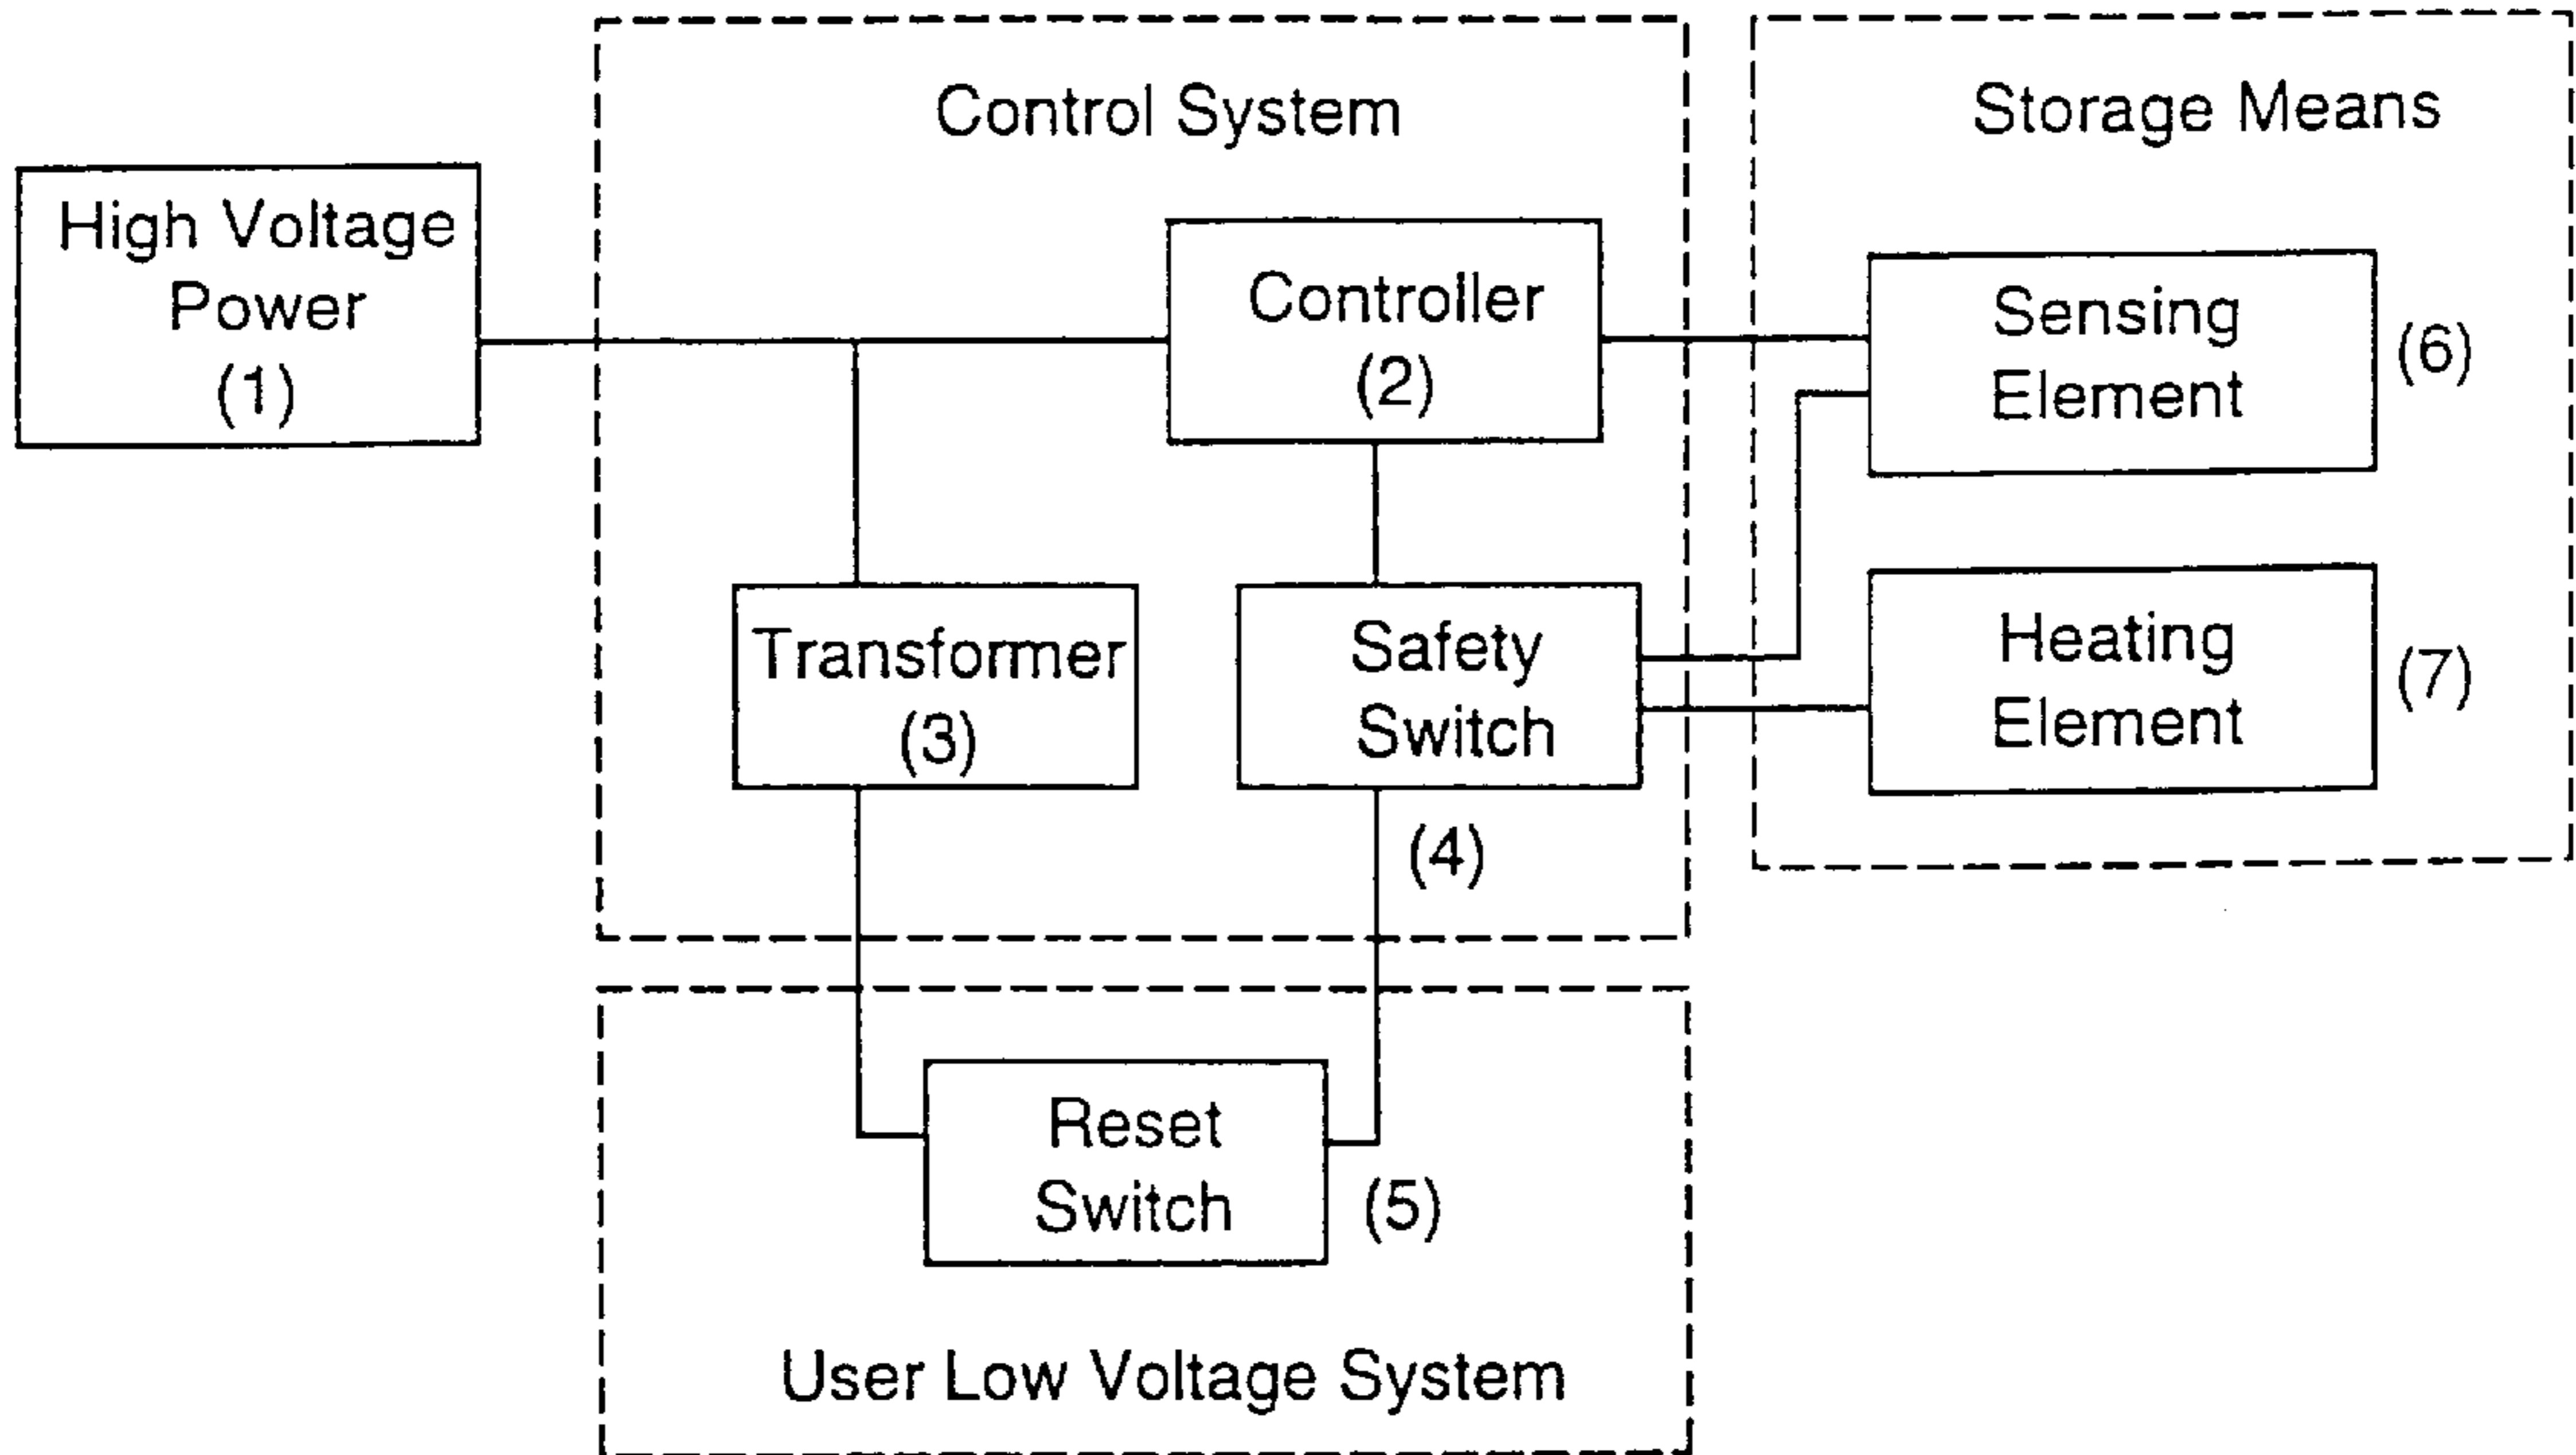 Control System
Storage Means
High Voltage
Power
(1)
Controller
(2)
Sensing
Element
(6)
Transformer
(3)
Safety
Switch
(4)
Heating
Element
(7)
Reset
Switch
(5)
User Low Voltage System